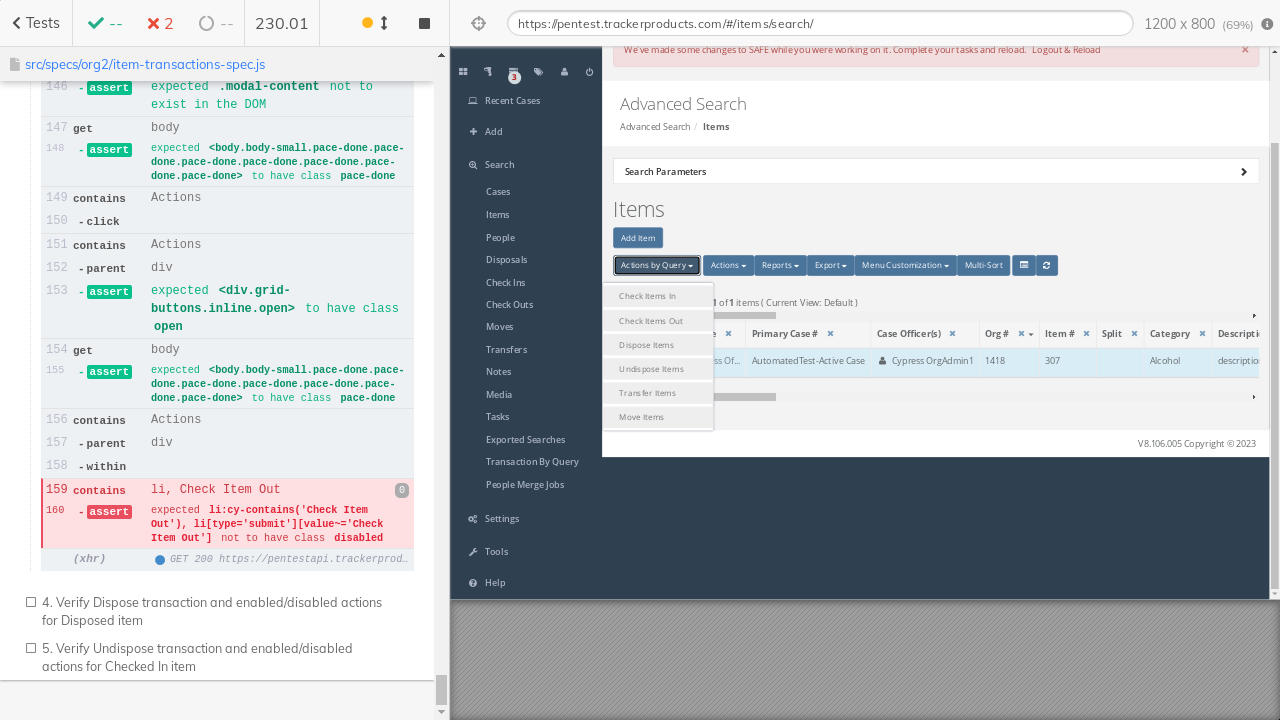 Tests
--
2
--
230.01
https://pentest.trackerproducts.com/#/items/search/
1200 x 800 (69%)
src/specs/org2/item-transactions-spec.js
146 -assert expected .modal-content not to
exist in the DOM
147 get body
148 -assert expected <body.body-small.pace-done.pace-
done.pace-done.pace-done.pace-done.pace-
done.pace-done> to have class pace-done
149 contains Actions
150 -click
151 contains Actions
152 -parent div
153 -assert expected <div.grid-
buttons.inline.open> to have class
open
154 get body
155 -assert expected <body.body-small.pace-done.pace-
done.pace-done.pace-done.pace-done.pace-
done.pace-done> to have class pace-done
156 contains Actions
157 -parent div
158 -within
159 contains li, Check Item Out 0
160 -assert expected li:cy-contains('Check Item
Out'), li[type='submit'][value~='Check
Item Out'] not to have class disabled
(xhr) GET 200 https://pentestapi.trackerprod…
4. Verify Dispose transaction and enabled/disabled actions
for Disposed item
5. Verify Undispose transaction and enabled/disabled
actions for Checked In item
3
Recent Cases
Add
Search
Cases
Items
People
Disposals
Check Ins
Check Outs
Moves
Transfers
Notes
Media
Tasks
Exported Searches
Transaction By Query
People Merge Jobs
Settings
Tools
Help
We've made some changes to SAFE while you were working on it. Complete your tasks and reload. Logout & Reload ×
Advanced Search
Advanced Search / Items
Search Parameters
Items
Add Item
Actions by Query Actions Reports Export Menu Customization Multi-Sort
1 of 1 items ( Current View: Default )
Check Items In
Check Items Out
Dispose Items
Undispose Items
Transfer Items
Move Items
Primary Case # Case Officer(s) Org # Item # Split Category Descriptio
ss Of... AutomatedTest-Active Case Cypress OrgAdmin1 1418 307 Alcohol description
V8.106.005 Copyright © 2023